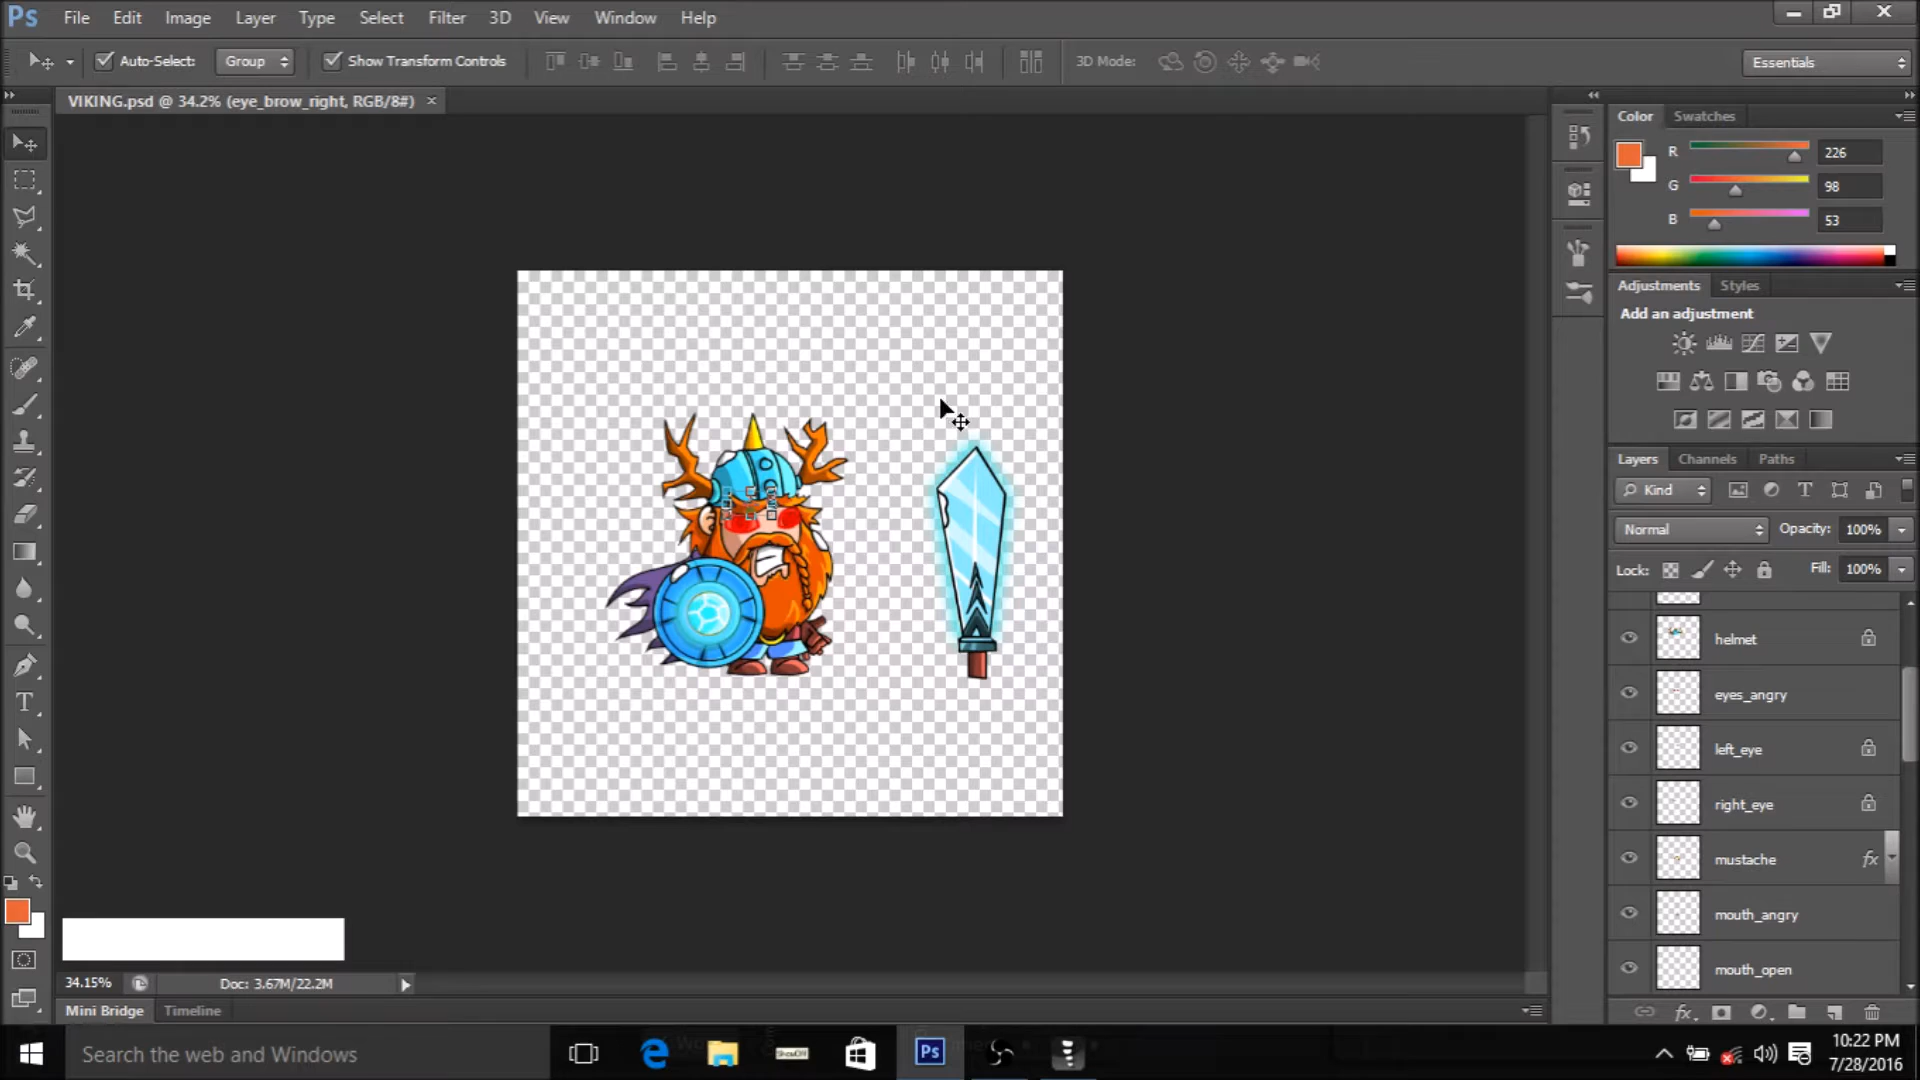 Ps File Edit Image Layer Type Select Filter 3D View Window Help
Auto-Select: Group Show Transform Controls 3D Mode: Essentials
VIKING.psd @ 34.2% (eye_brow_right, RGB/8#)
Color Swatches
R 226
G 98
B 53
Adjustments Styles
Add an adjustment
Layers Channels Paths
Kind
Normal Opacity: 100%
Lock: Fill: 100%
helmet
eyes_angry
left_eye
right_eye
mustache fx
mouth_angry
mouth_open
34.15% Doc: 3.67M/22.2M
Mini Bridge Timeline
Search the web and Windows
Ps
10:22 PM
7/28/2016